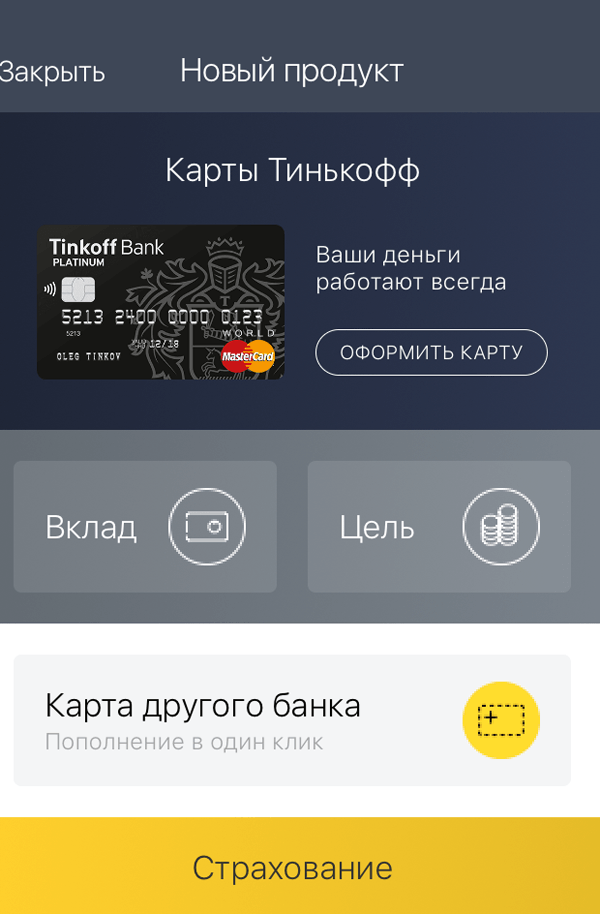 Закрыть
Новый продукт
Карты Тинькофф
Tinkoff Bank
PLATINUM
5213 2400 0000 0123
5213
12/18
OLEG TINKOV
WORLD
MasterCard
Ваши деньги
работают всегда
ОФОРМИТЬ КАРТУ
Вклад
Цель
Карта другого банка
Пополнение в один клик
Страхование